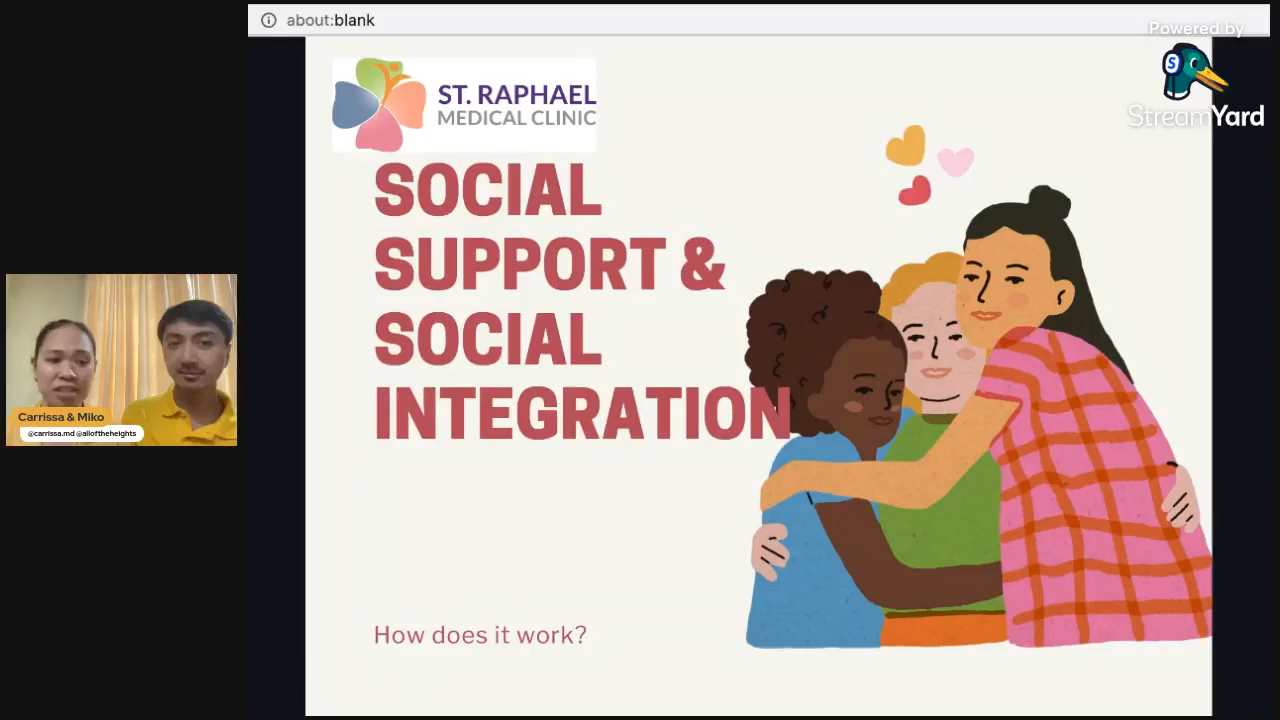 about:blank
Powered by
StreamYard
ST. RAPHAEL
MEDICAL CLINIC
SOCIAL
SUPPORT &
SOCIAL
INTEGRATION
How does it work?
Carrissa & Miko
@carrissa.md @alloftheheights